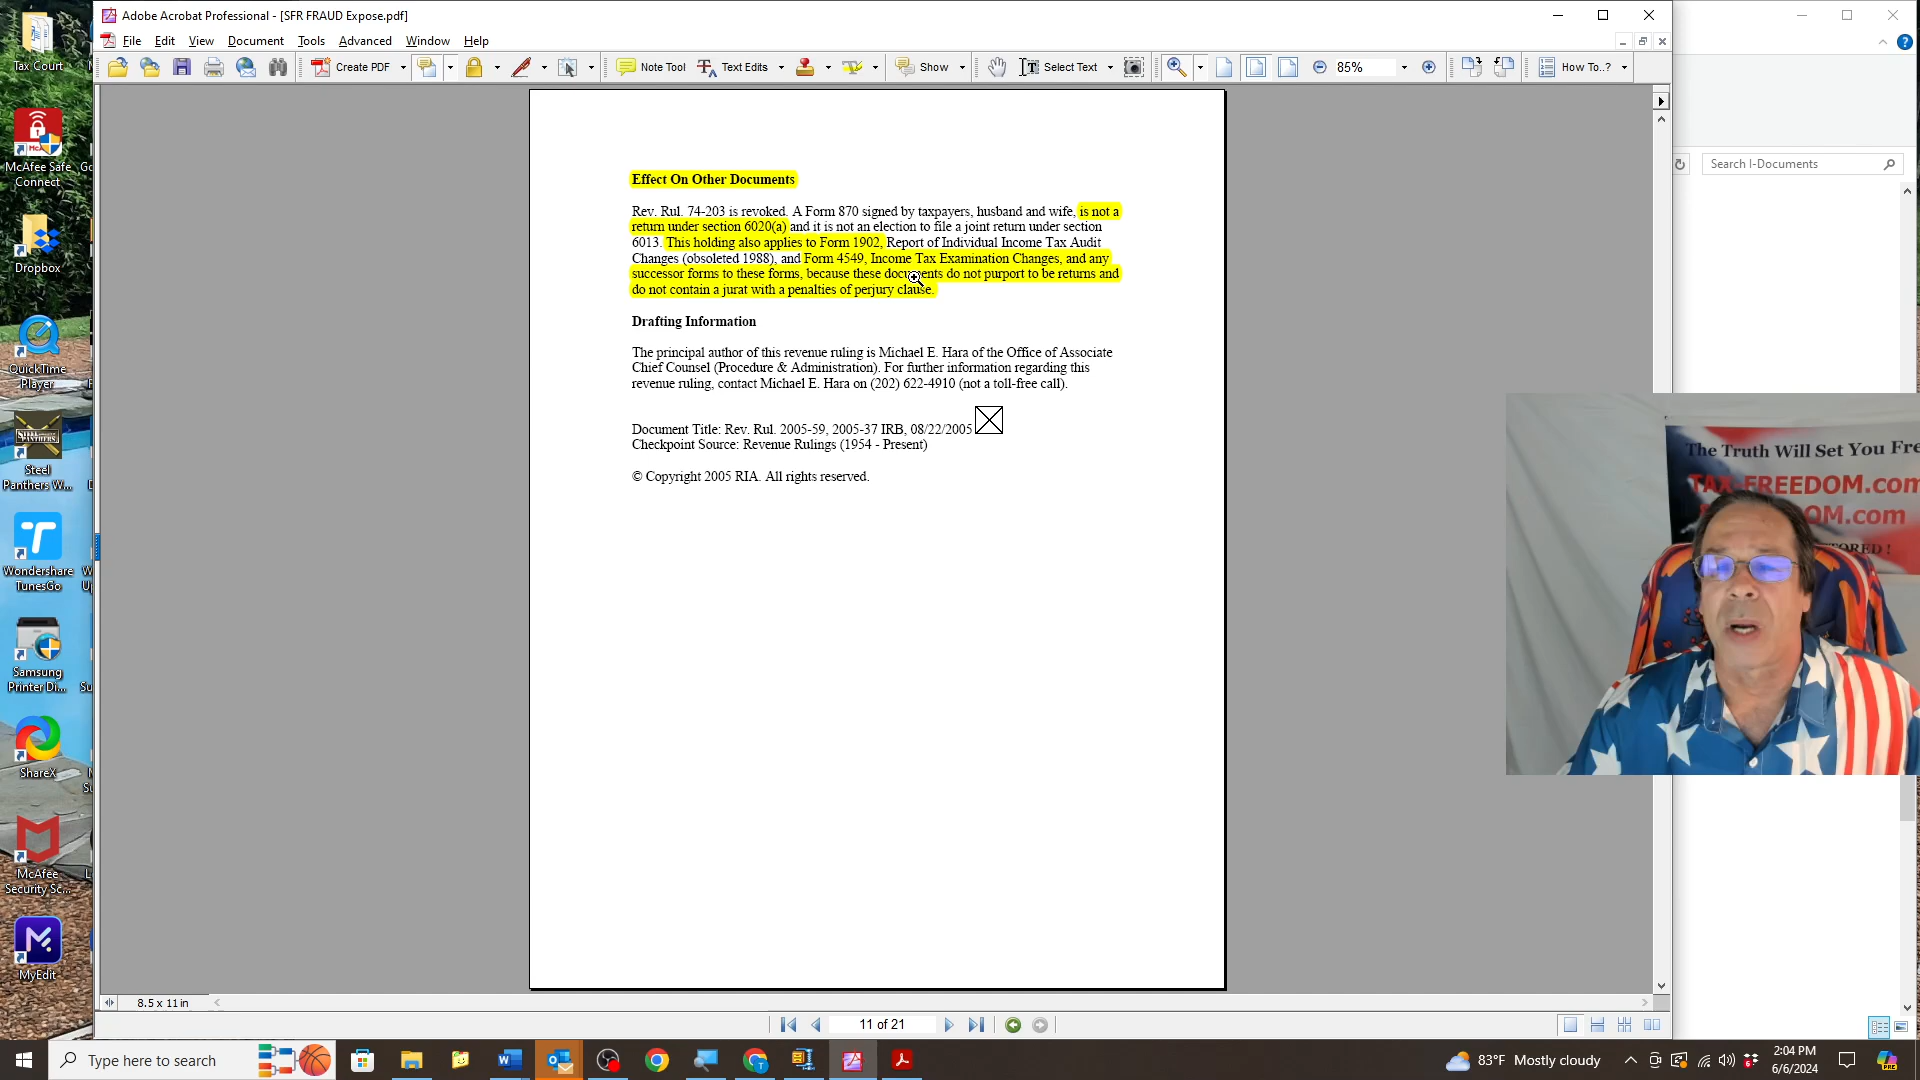 Adobe Acrobat Professional - [SFR FRAUD Expose.pdf]
File Edit View Document Tools Advanced Window Help
Create PDF
Note Tool
Text Edits
Show
Select Text
85%
How To..?
Search I-Documents
Effect On Other Documents
Rev. Rul. 74-203 is revoked. A Form 870 signed by taxpayers, husband and wife, is not a
return under section 6020(a) and it is not an election to file a joint return under section
6013. This holding also applies to Form 1902, Report of Individual Income Tax Audit
Changes (obsoleted 1988), and Form 4549, Income Tax Examination Changes, and any
successor forms to these forms, because these documents do not purport to be returns and
do not contain a jurat with a penalties of perjury clause.
Drafting Information
The principal author of this revenue ruling is Michael E. Hara of the Office of Associate
Chief Counsel (Procedure & Administration). For further information regarding this
revenue ruling, contact Michael E. Hara on (202) 622-4910 (not a toll-free call).
Document Title: Rev. Rul. 2005-59, 2005-37 IRB, 08/22/2005
Checkpoint Source: Revenue Rulings (1954 - Present)
© Copyright 2005 RIA. All rights reserved.
Tax Court
McAfee Safe
Connect
Dropbox
QuickTime
Player
Steel
Panthers W...
Wondershare
TunesGo
Samsung
Printer Di...
ShareX
McAfee
Security Sc...
MyEdit
The Truth Will Set You Fre
TAX-FREEDOM.com
DOM.com
ORED !
8.5 x 11 in
11 of 21
Type here to search
83°F Mostly cloudy
2:04 PM
6/6/2024